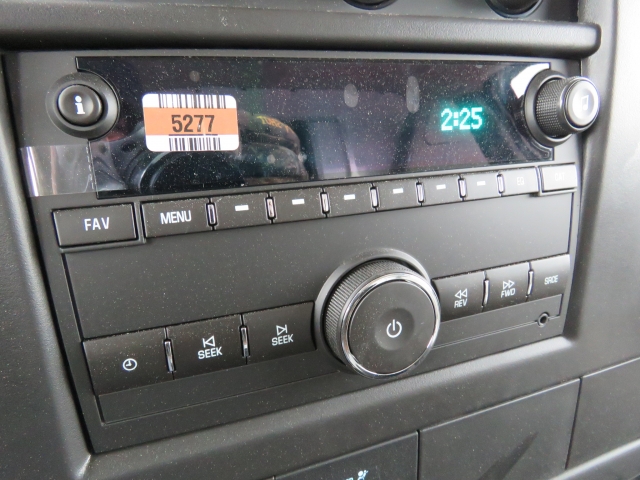 i
5277
2:25
FAV
MENU
SEEK
SEEK
REV
FWD
SRCE